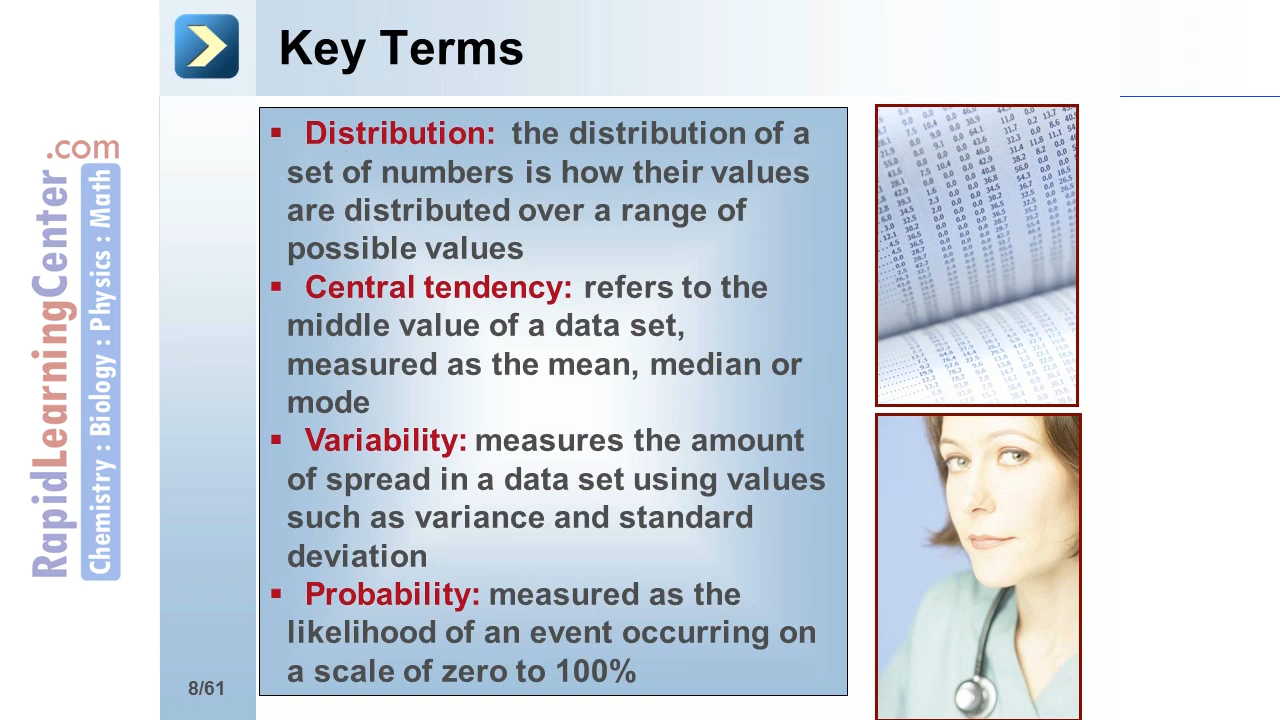 Key Terms
▪ Distribution: the distribution of a
set of numbers is how their values
are distributed over a range of
possible values
▪ Central tendency: refers to the
middle value of a data set,
measured as the mean, median or
mode
▪ Variability: measures the amount
of spread in a data set using values
such as variance and standard
deviation
▪ Probability: measured as the
likelihood of an event occurring on
a scale of zero to 100%
8/61
RapidLearningCenter.com
Chemistry : Biology : Physics : Math